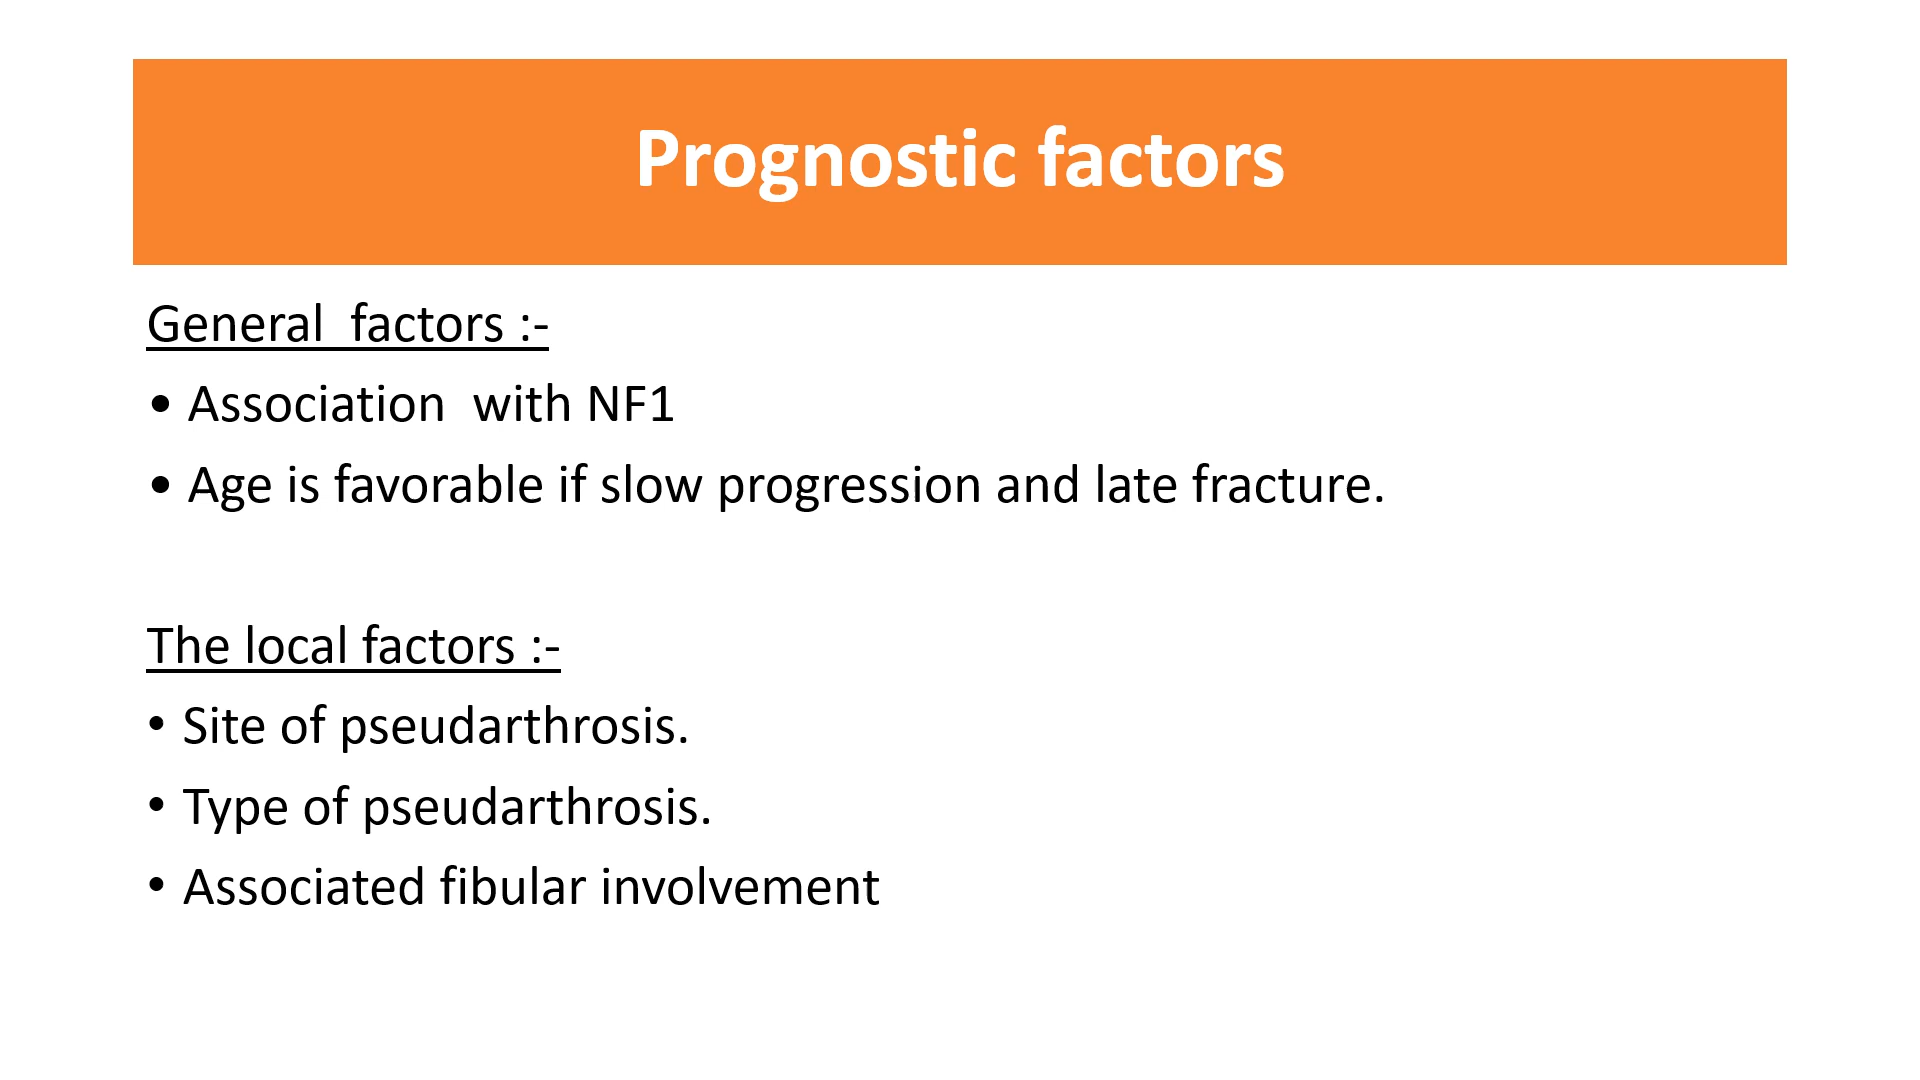 Prognostic factors
General  factors :-
• Association  with NF1
• Age is favorable if slow progression and late fracture.
The local factors :-
• Site of pseudarthrosis.
• Type of pseudarthrosis.
• Associated fibular involvement